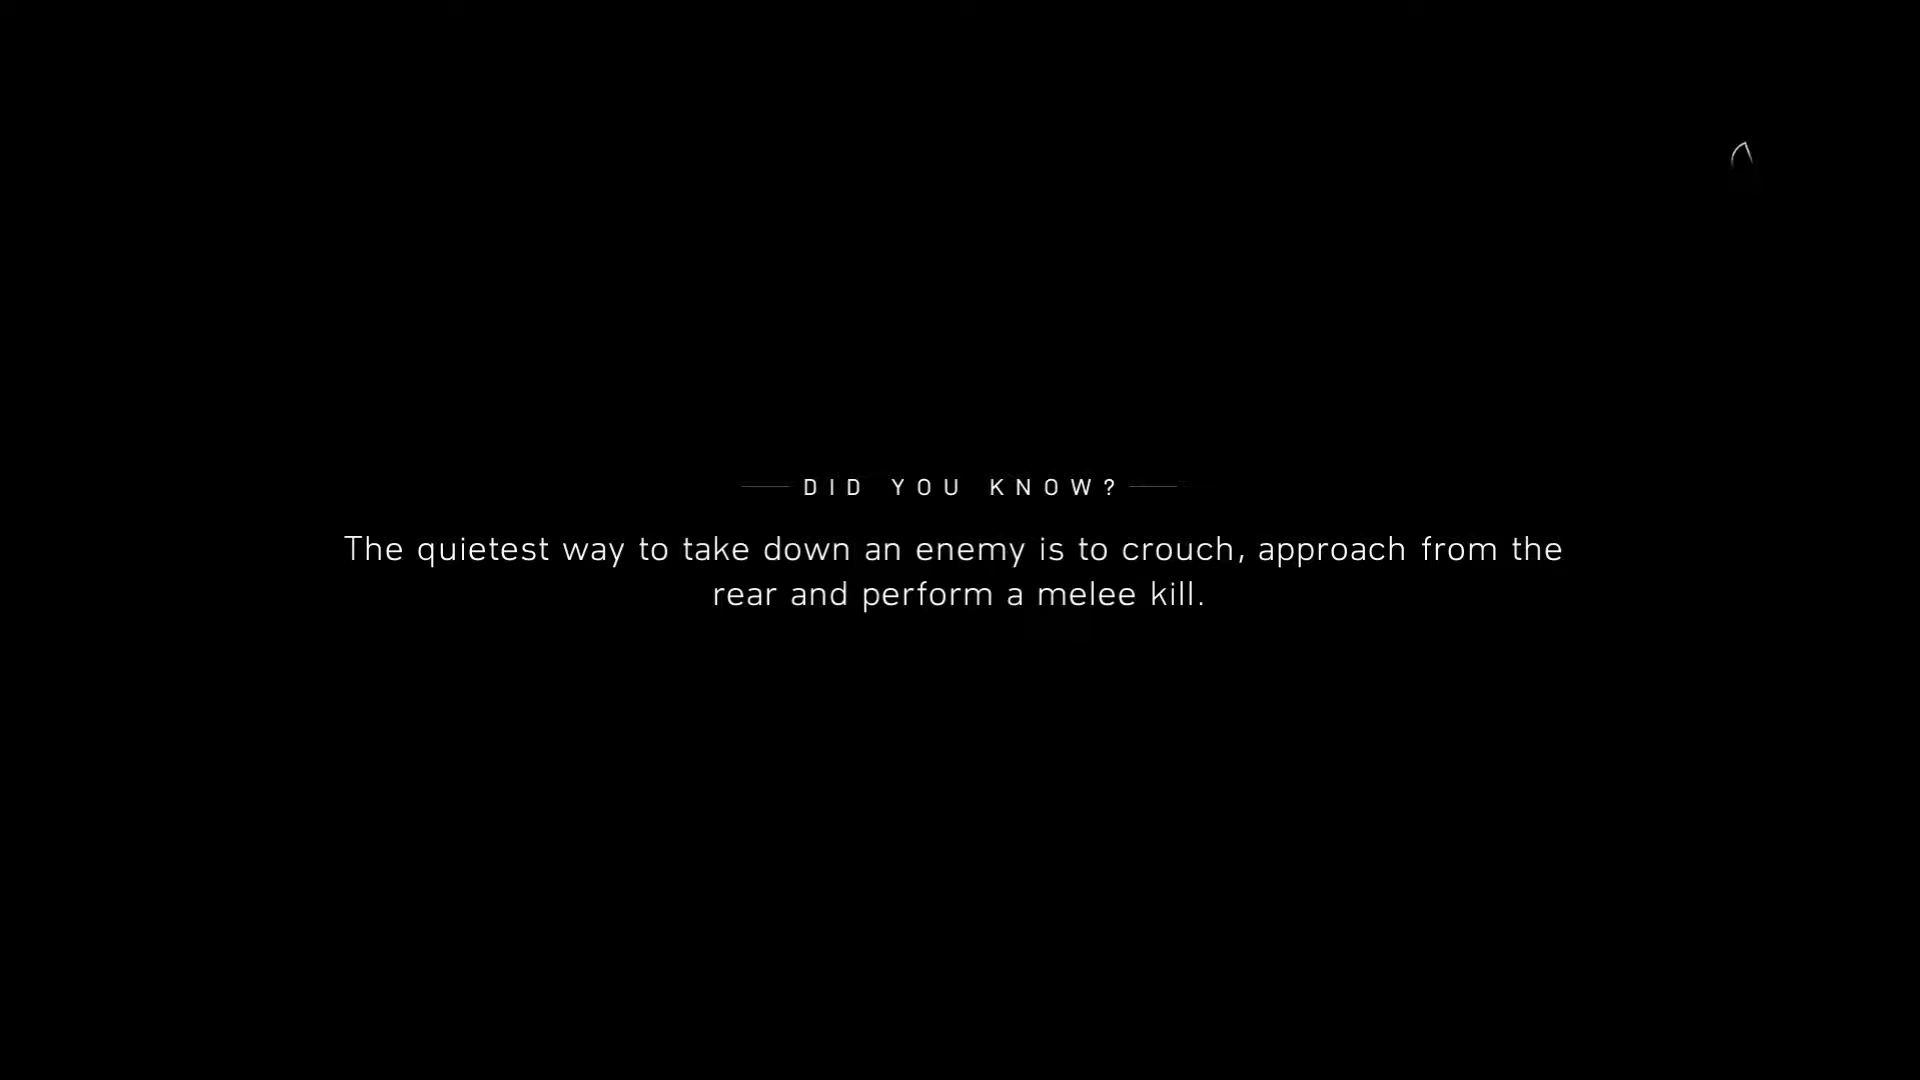 DID YOU KNOW?
The quietest way to take down an enemy is to crouch, approach from the
rear and perform a melee kill.